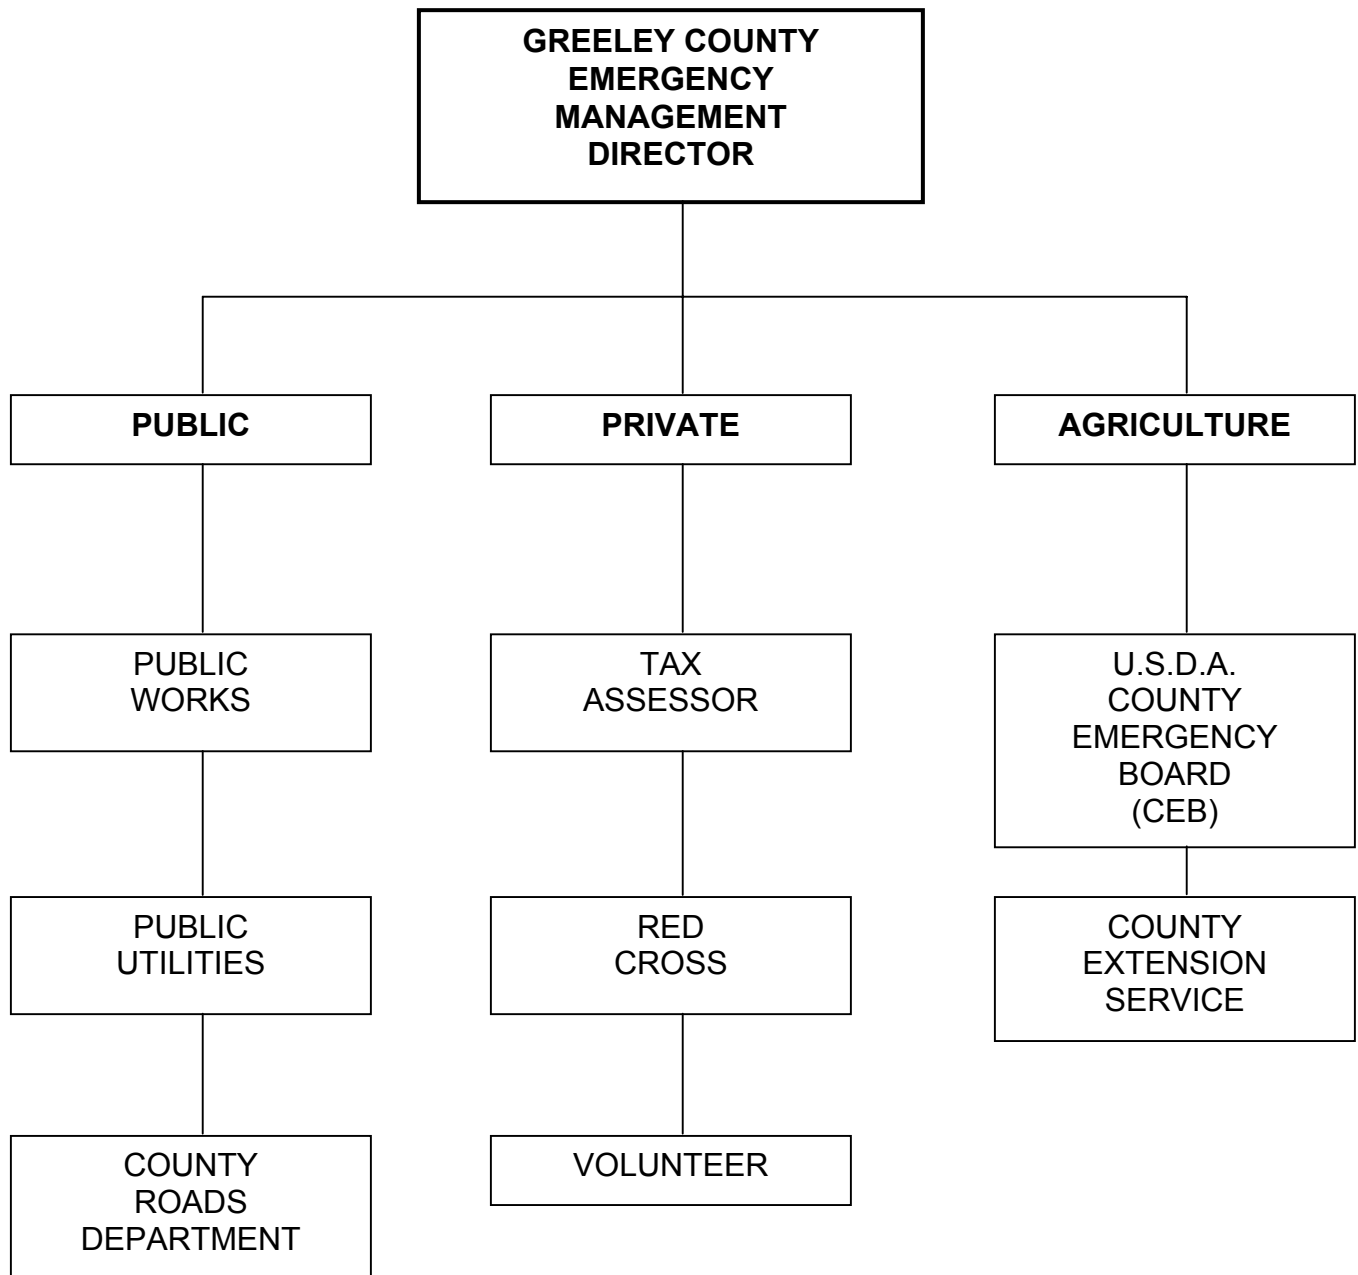 GREELEY COUNTY
EMERGENCY
MANAGEMENT
DIRECTOR
PUBLIC
PRIVATE
AGRICULTURE
PUBLIC
WORKS
TAX
ASSESSOR
U.S.D.A.
COUNTY
EMERGENCY
BOARD
(CEB)
PUBLIC
UTILITIES
RED
CROSS
COUNTY
EXTENSION
SERVICE
COUNTY
ROADS
DEPARTMENT
VOLUNTEER